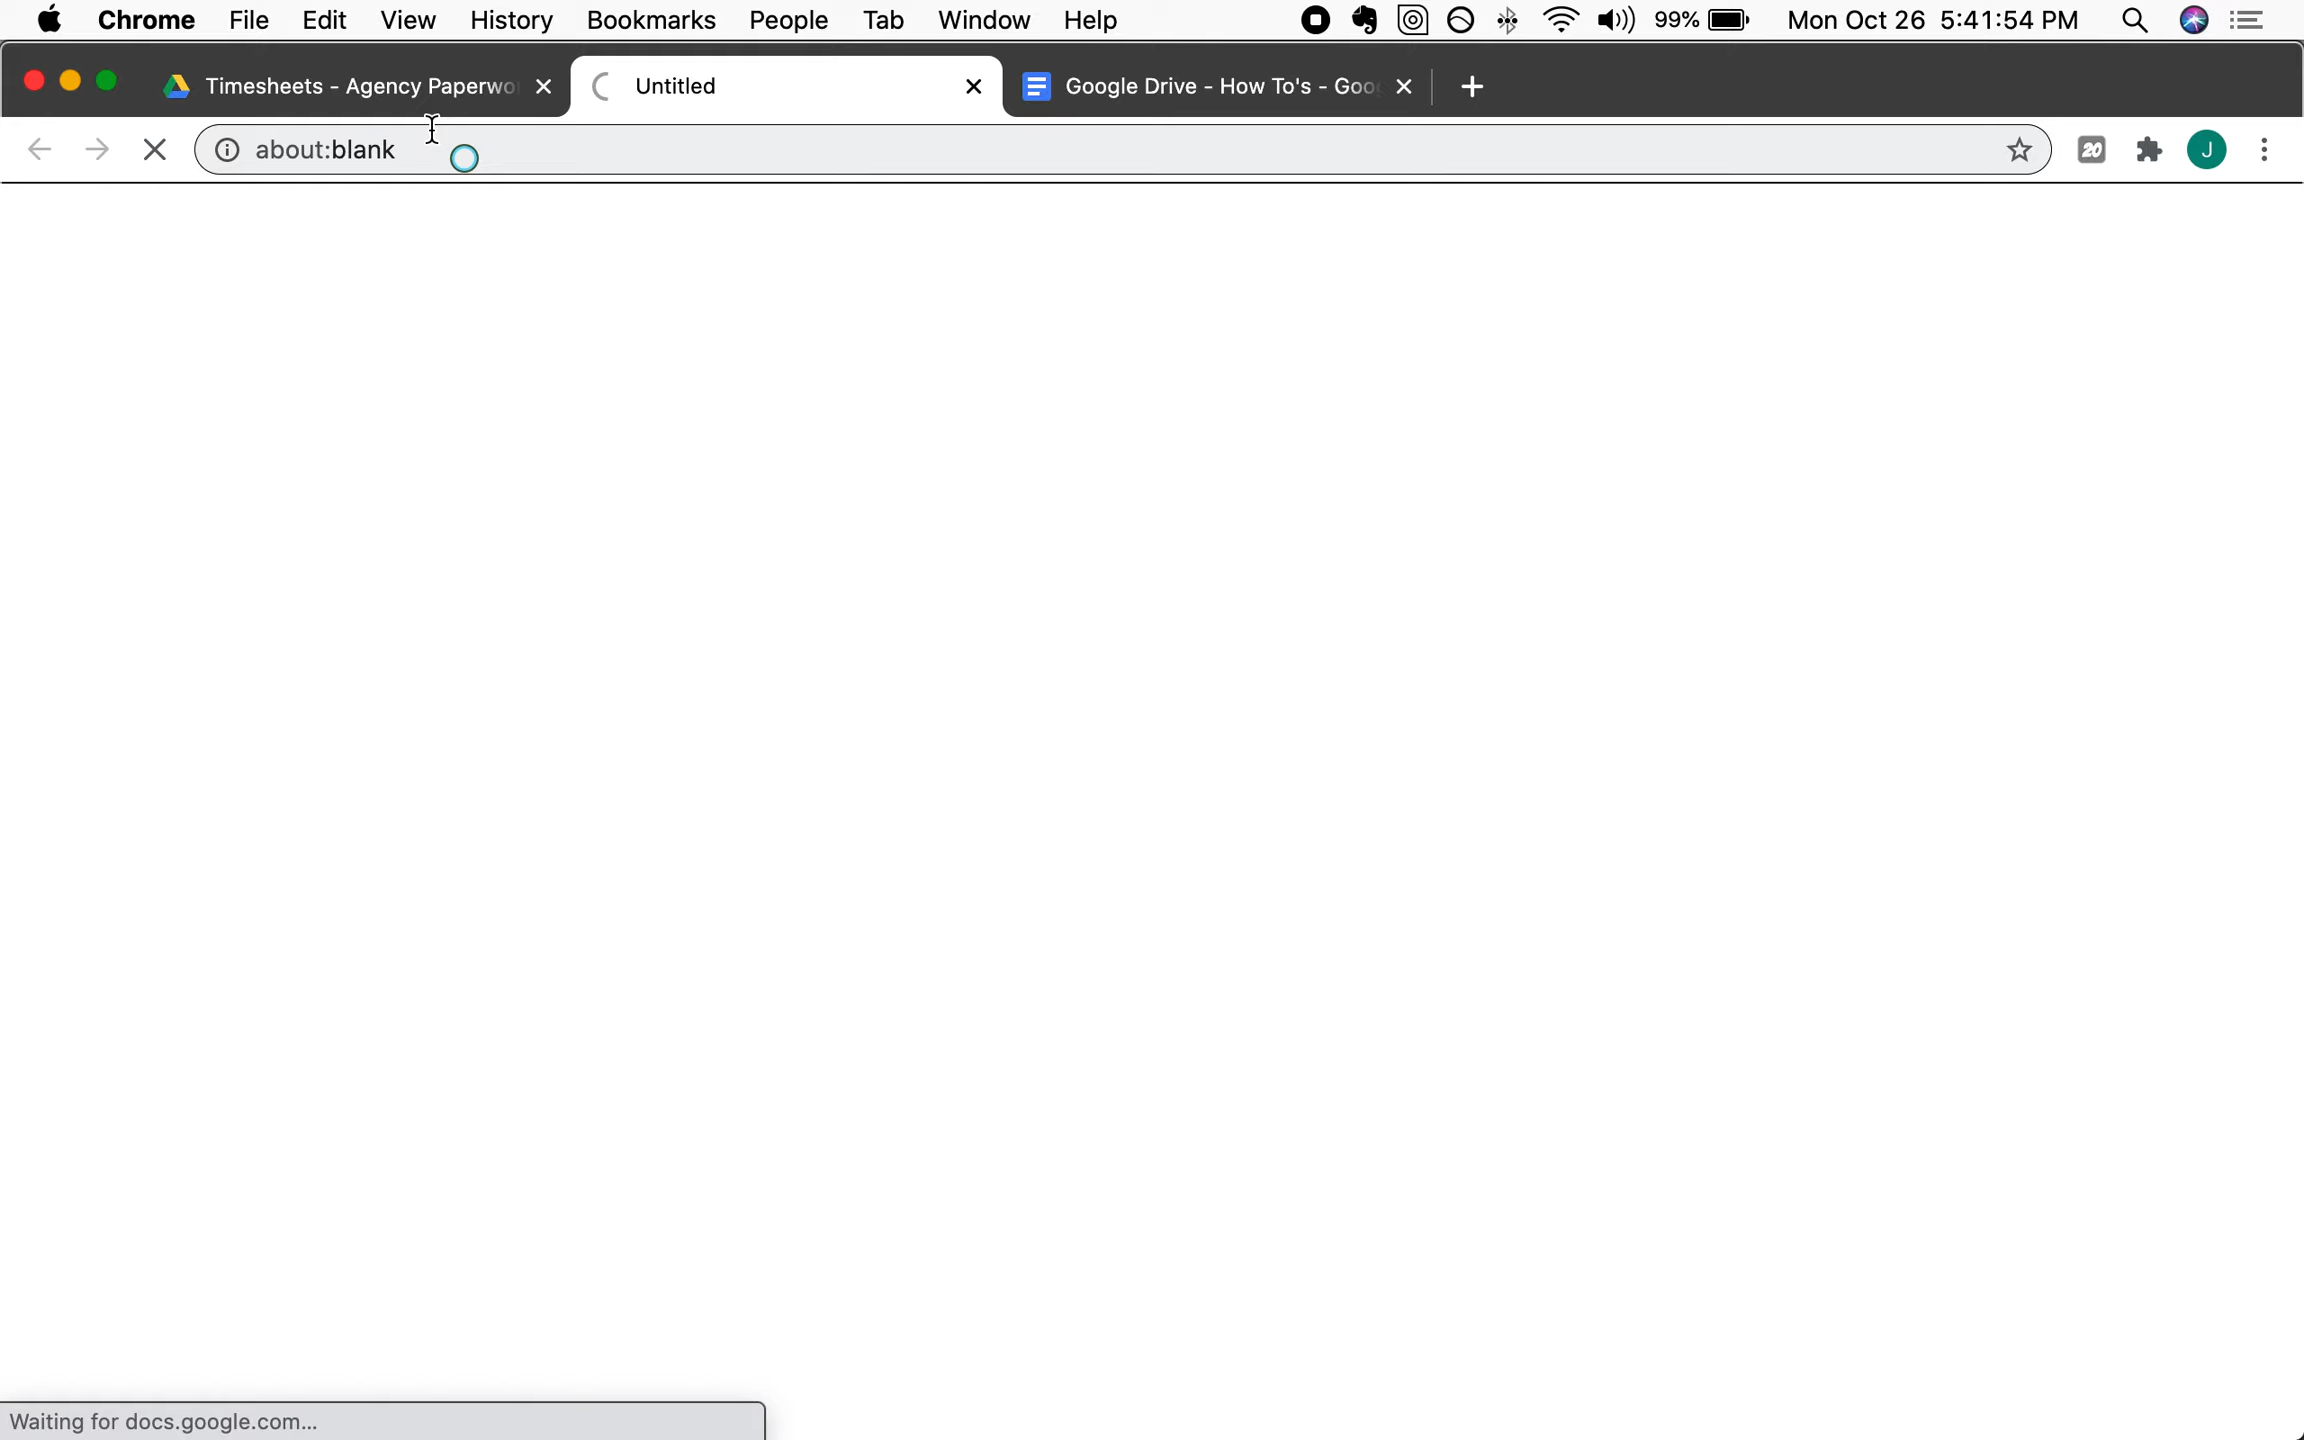 Chrome File Edit View History Bookmarks People Tab Window Help 99% Mon Oct 26 5:41:54 PM
Timesheets - Agency Paperwo Untitled Google Drive - How To's - Goo
about:blank 20 J
Waiting for docs.google.com...